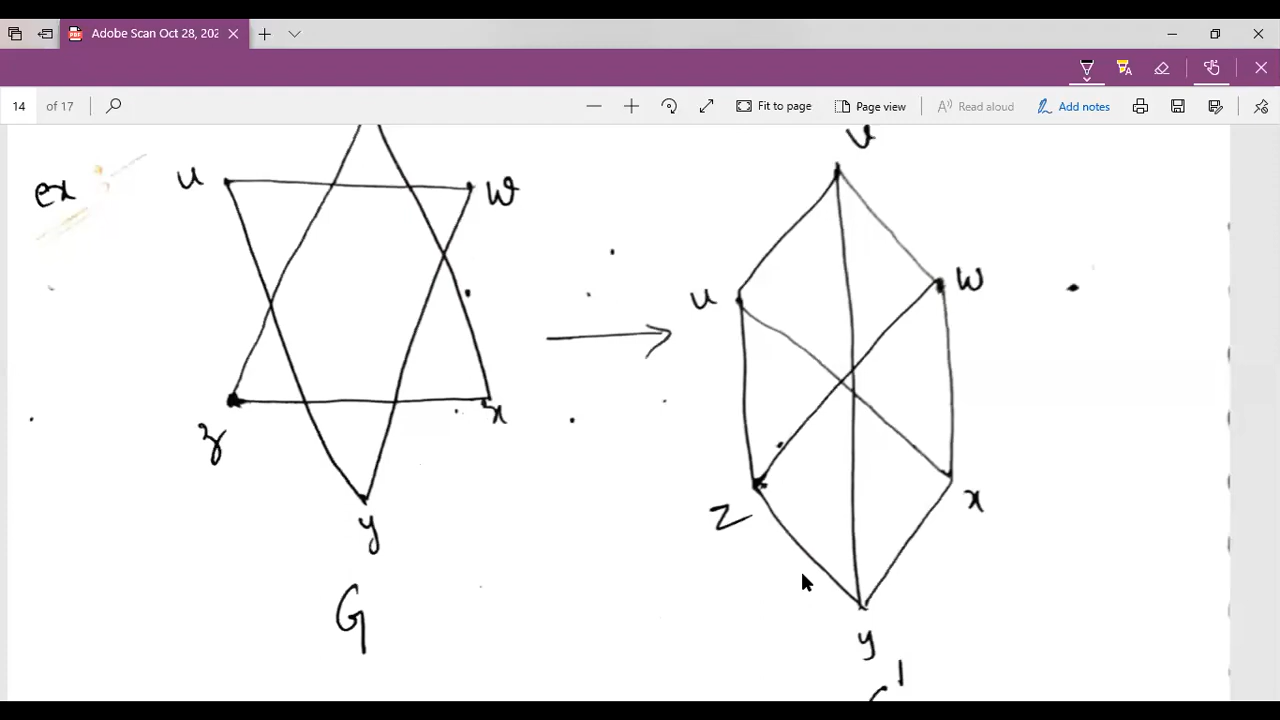 Adobe Scan Oct 28, 202
14 of 17
Fit to page
Page view
Read aloud
Add notes
ex
u
w
z
x
y
G
v
u
w
z
x
y